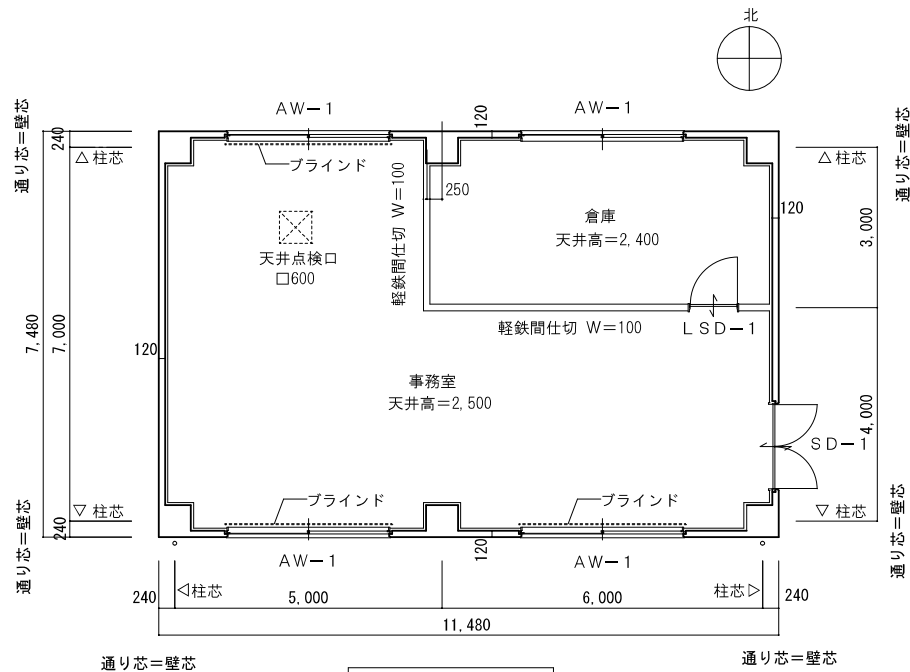 北
AW-1
AW-1
通り芯=壁芯
240
△柱芯
ブラインド
120
△柱芯
通り芯=壁芯
軽鉄間仕切 W=100
250
倉庫
天井高=2,400
120
3,000
天井点検口
□600
軽鉄間仕切 W=100
LSD-1
7,480
7,000
120
事務室
天井高=2,500
SD-1
4,000
通り芯=壁芯
▽柱芯
240
ブラインド
ブラインド
▽柱芯
通り芯=壁芯
AW-1
120
AW-1
240
◁柱芯
5,000
6,000
柱芯▷
240
11,480
通り芯=壁芯
通り芯=壁芯